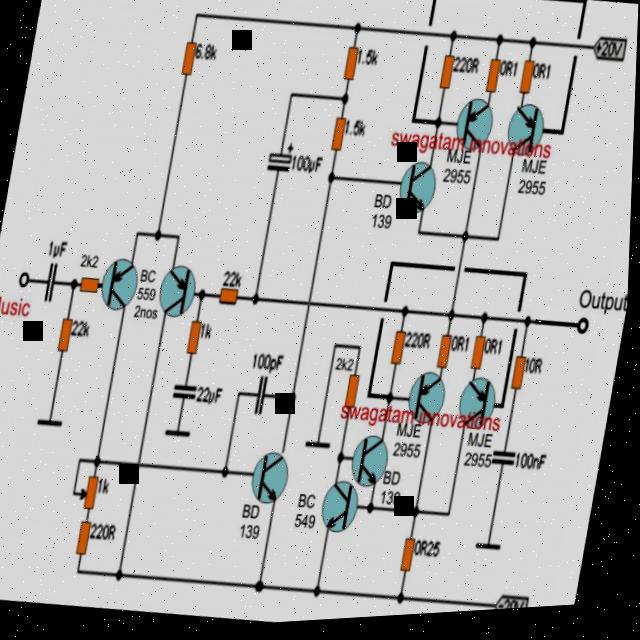 +20V
6.8k
1.5k
220R
0R1
0R1
1.5k
swagatam innovations
100µF
MJE
2955
MJE
2955
BD
139
1µF
2k2
BC
559
2nos
22k
Output
Music
22k
1k
220R
0R1
0R1
10R
100pF
2k2
22µF
swagatam innovations
MJE
2955
MJE
2955
100nF
BD
139
1k
BD
139
BC
549
220R
0R25
-20V